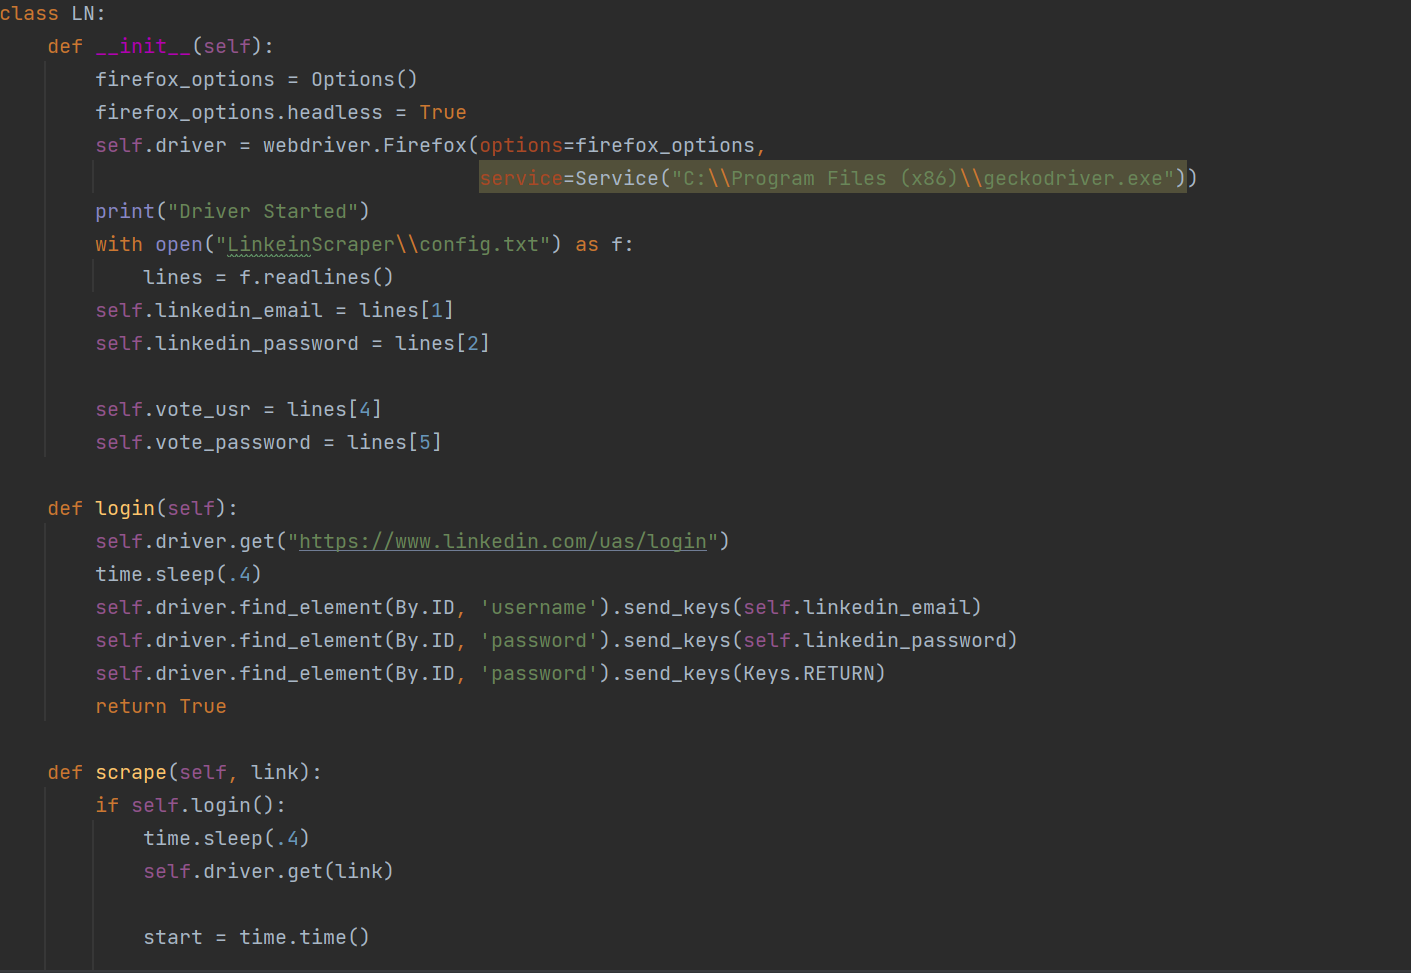 class LN:
    def __init__(self):
        firefox_options = Options()
        firefox_options.headless = True
        self.driver = webdriver.Firefox(options=firefox_options,
                                        service=Service("C:\\Program Files (x86)\\geckodriver.exe"))
        print("Driver Started")
        with open("LinkeinScraper\\config.txt") as f:
            lines = f.readlines()
        self.linkedin_email = lines[1]
        self.linkedin_password = lines[2]

        self.vote_usr = lines[4]
        self.vote_password = lines[5]

    def login(self):
        self.driver.get("https://www.linkedin.com/uas/login")
        time.sleep(.4)
        self.driver.find_element(By.ID, 'username').send_keys(self.linkedin_email)
        self.driver.find_element(By.ID, 'password').send_keys(self.linkedin_password)
        self.driver.find_element(By.ID, 'password').send_keys(Keys.RETURN)
        return True

    def scrape(self, link):
        if self.login():
            time.sleep(.4)
            self.driver.get(link)

            start = time.time()